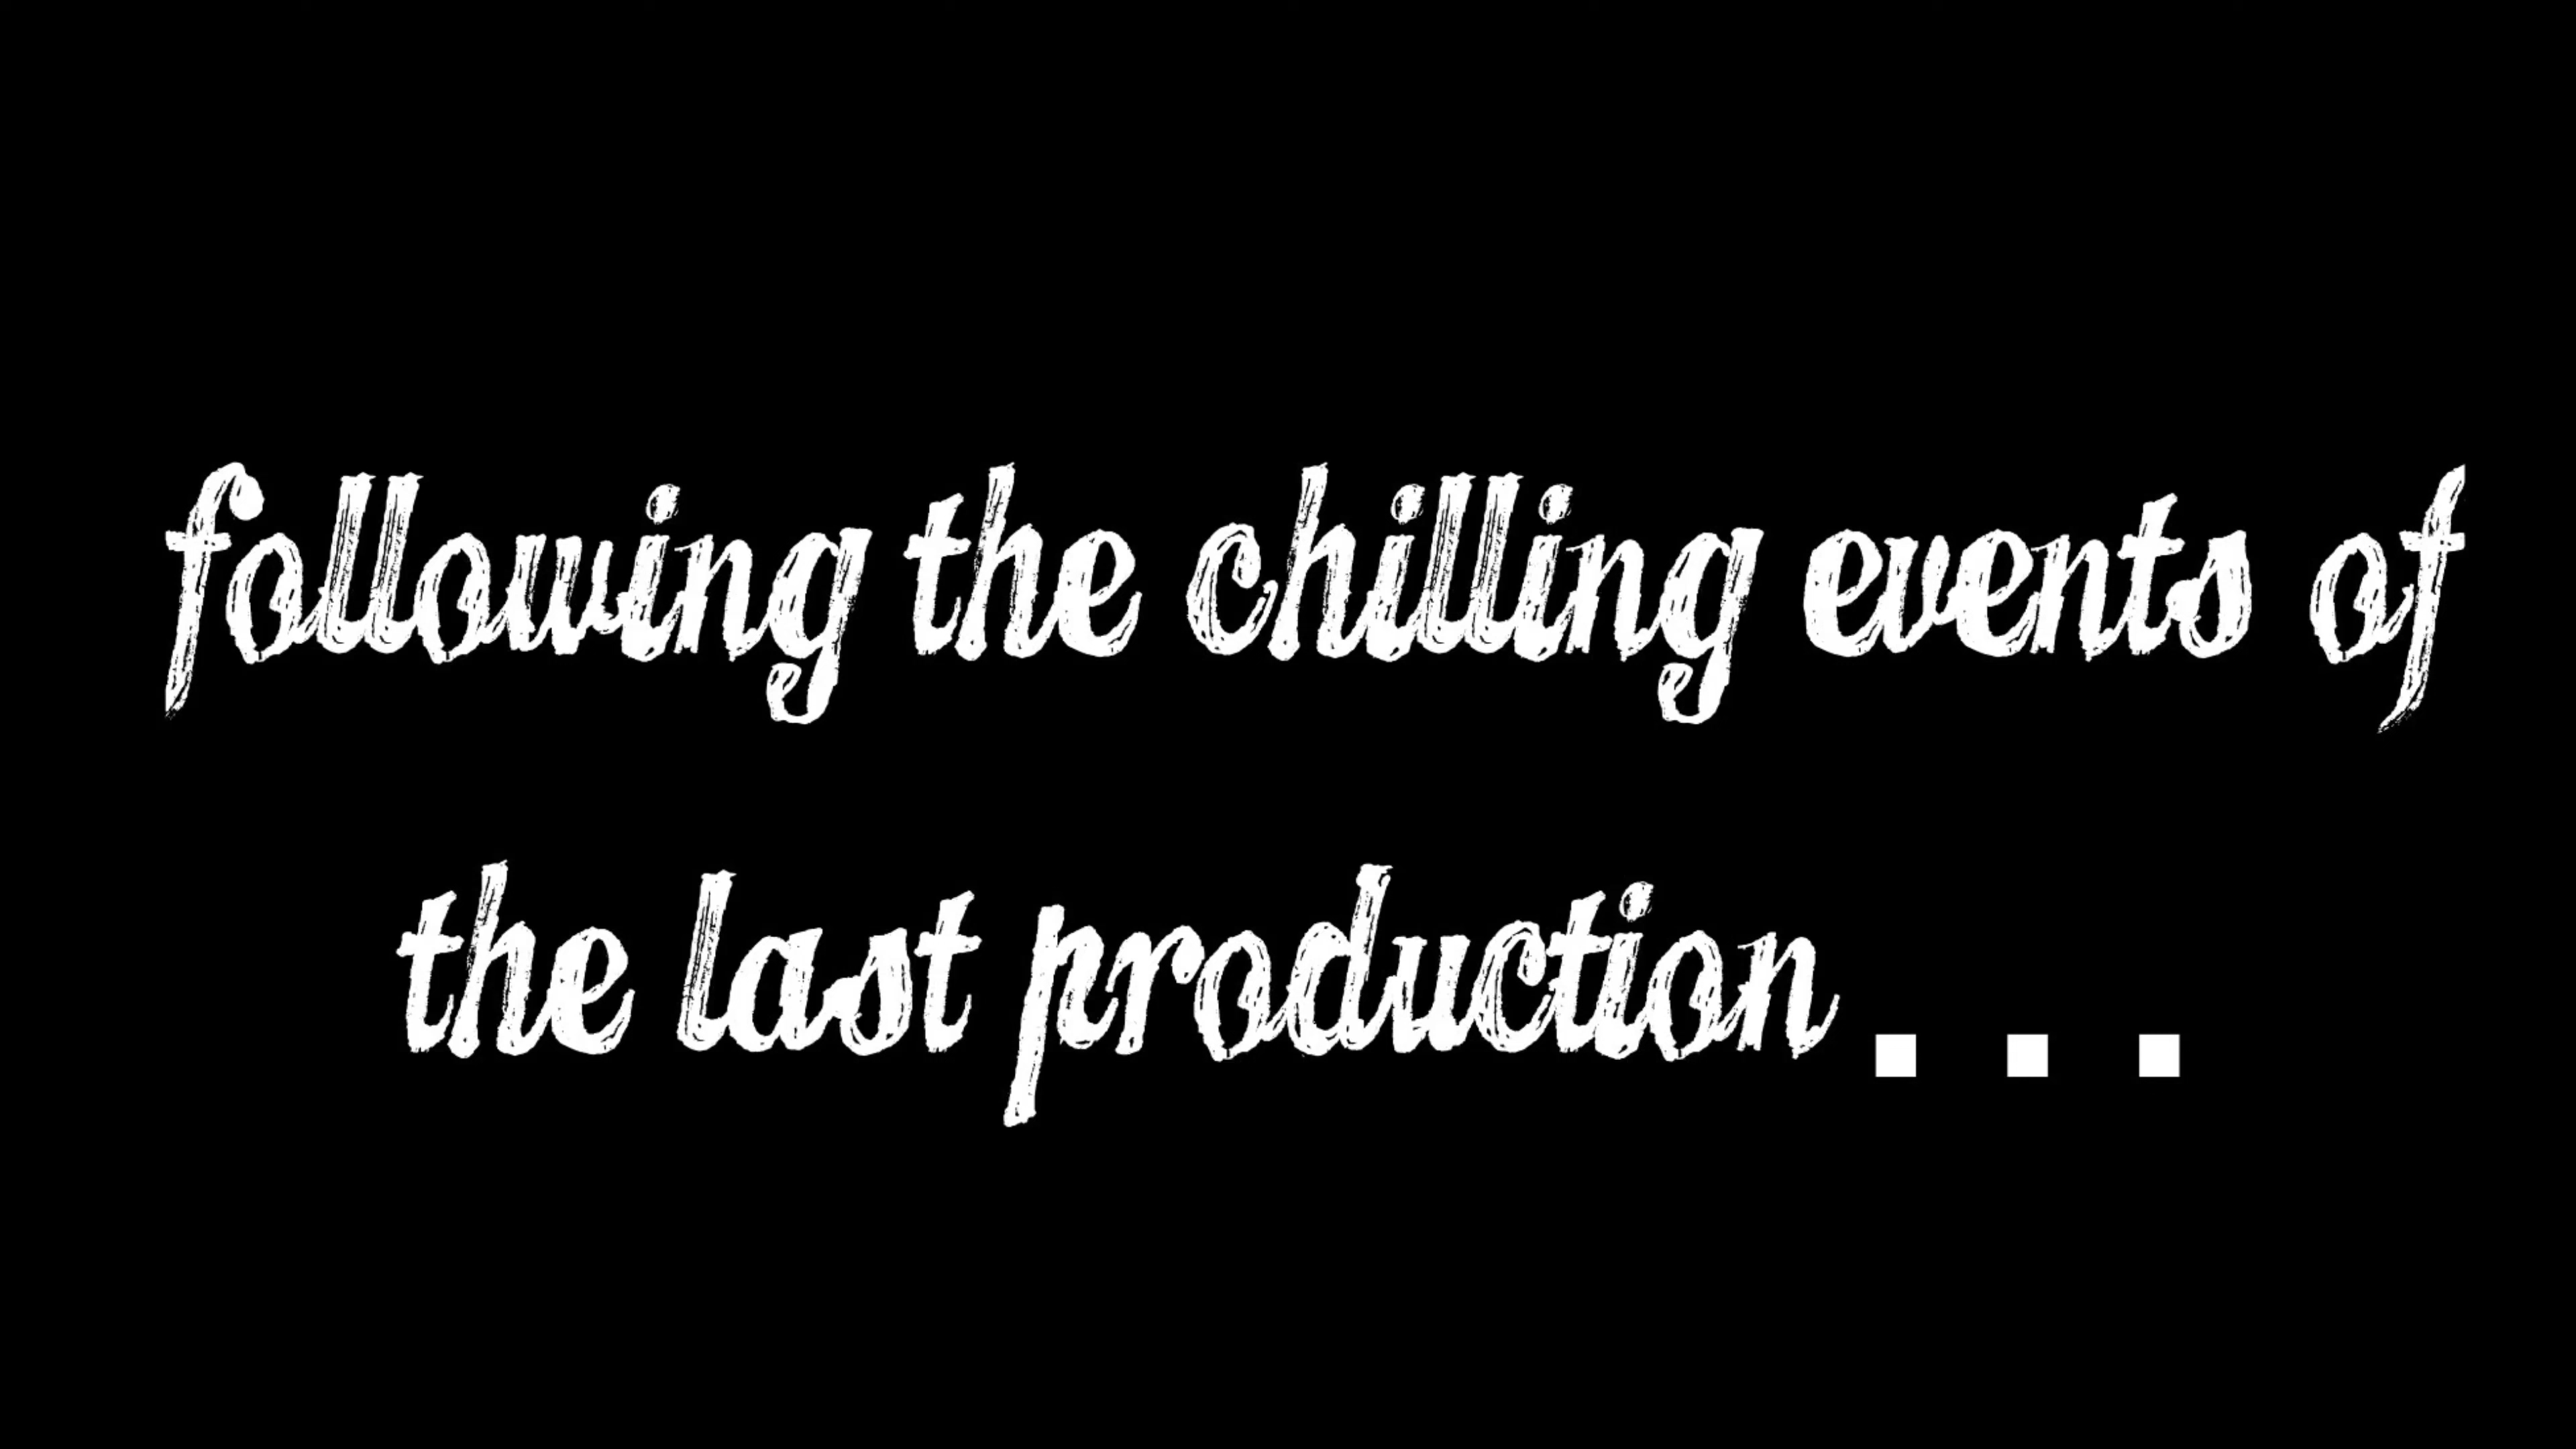 following the chilling events of
the last production . . .